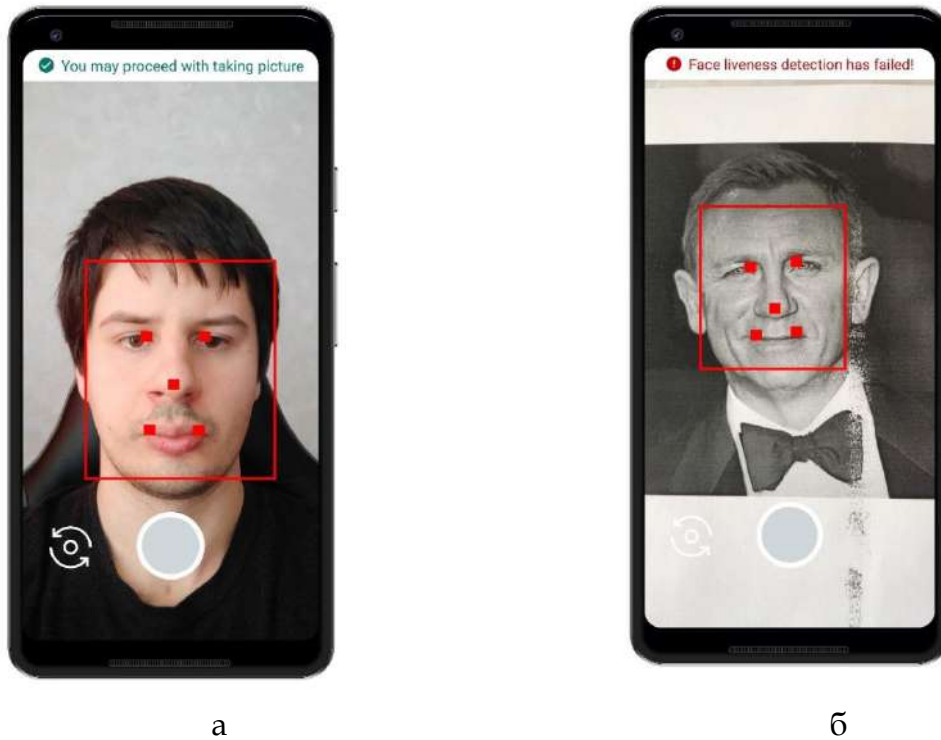 You may proceed with taking picture
Face liveness detection has failed!
а
б